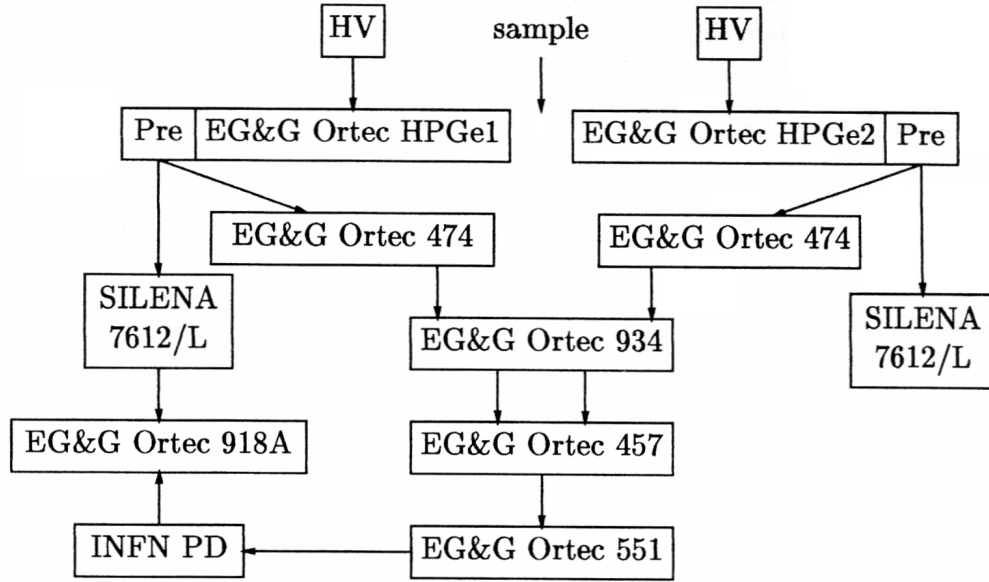 HV
sample
HV
Pre
EG&G Ortec HPGe1
EG&G Ortec HPGe2
Pre
EG&G Ortec 474
EG&G Ortec 474
SILENA
7612/L
EG&G Ortec 934
SILENA
7612/L
EG&G Ortec 918A
EG&G Ortec 457
INFN PD
EG&G Ortec 551